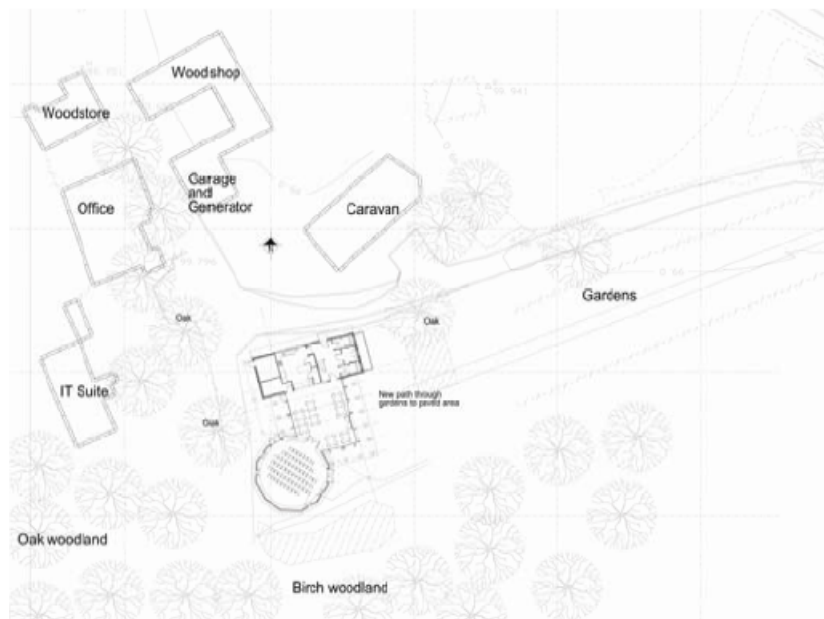 Woodshop
Woodstore
Garage
and
Generator
Office
Caravan
Gardens
Oak
Oak
IT Suite
New path through
gardens to paved area
Oak
Oak woodland
Birch woodland